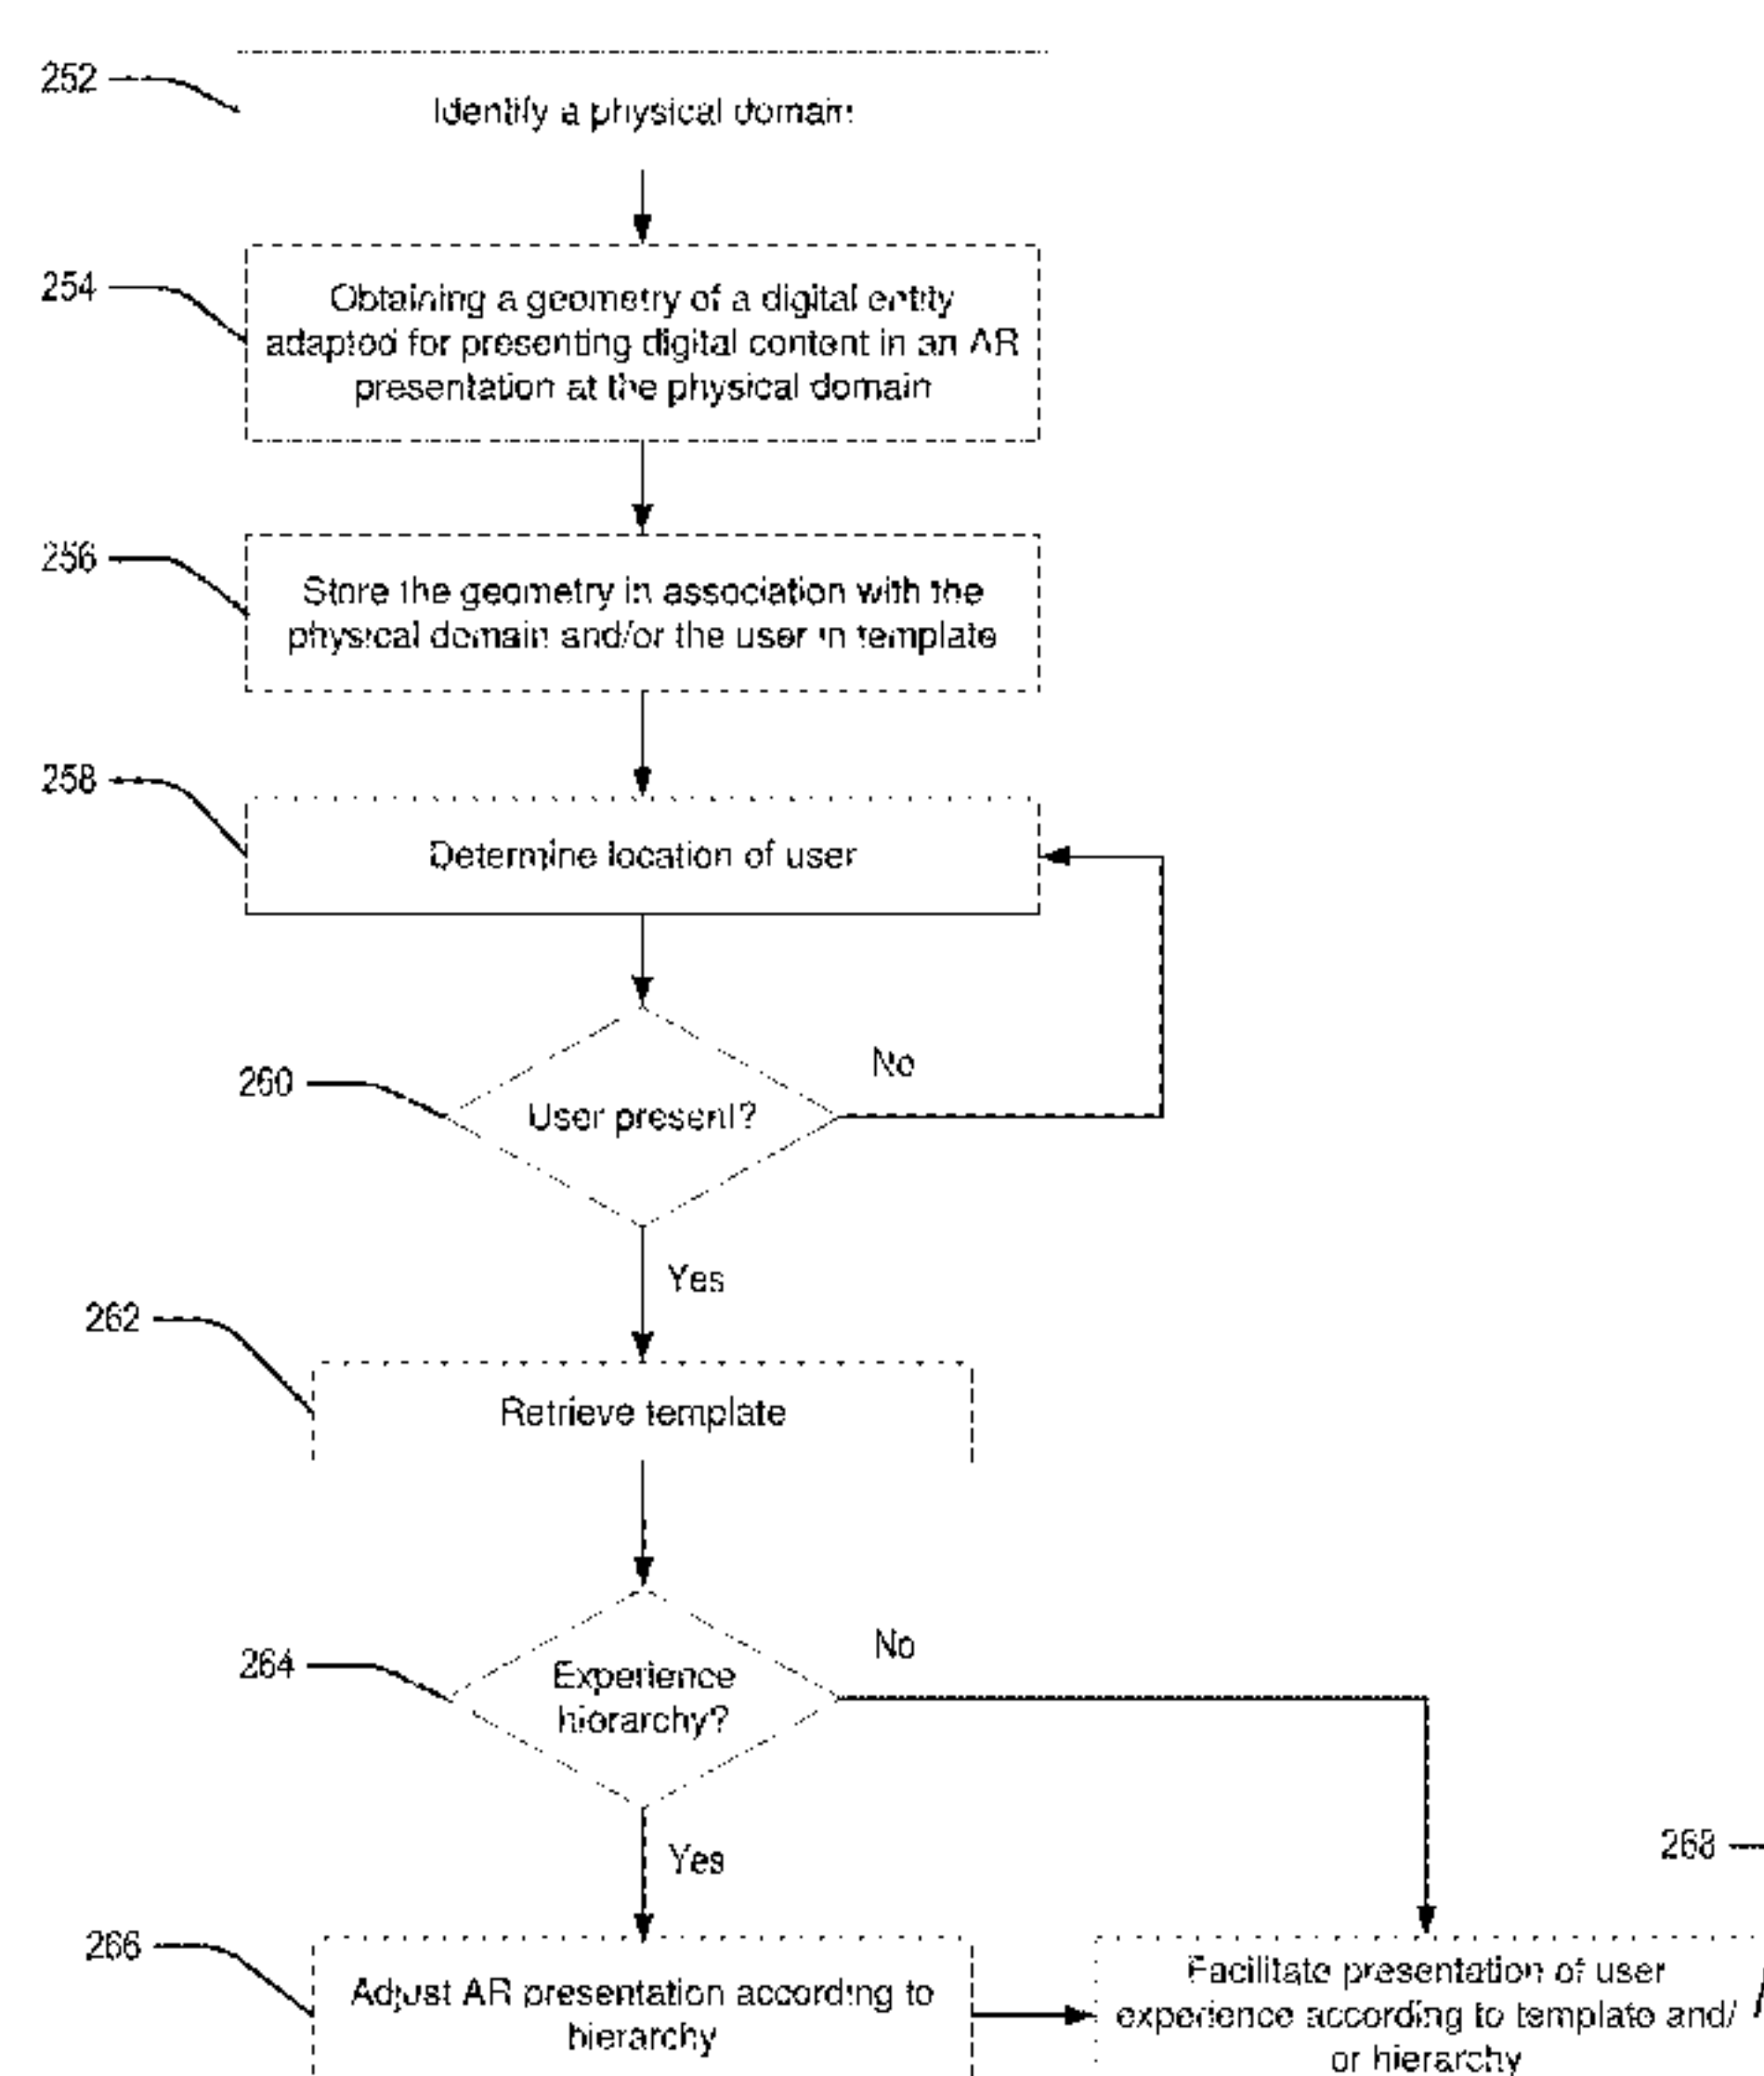 252
Identify a physical domain
254
Obtaining a geometry of a digital entity
adapted for presenting digital content in an AR
presentation at the physical domain
256
Store the geometry in association with the
physical domain and/or the user in template
258
Determine location of user
260
No
User present?
Yes
262
Retrieve template
264
No
Experience
hierarchy?
Yes
268
266
Adjust AR presentation according to
hierarchy
Facilitate presentation of user
experience according to template and/
or hierarchy